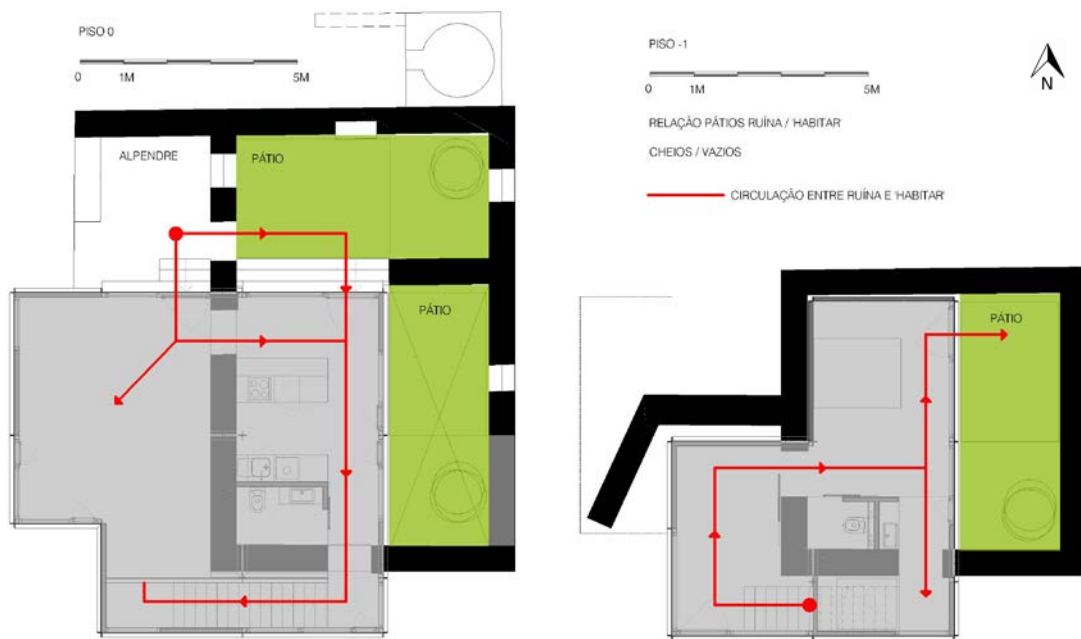 PISO 0
0 1M 5M
ALPENDRE
PÁTIO
PÁTIO
PISO -1
0 1M 5M
N
RELAÇÃO PÁTIOS RUÍNA / 'HABITAR'
CHEIOS / VAZIOS
CIRCULAÇÃO ENTRE RUÍNA E 'HABITAR'
PÁTIO